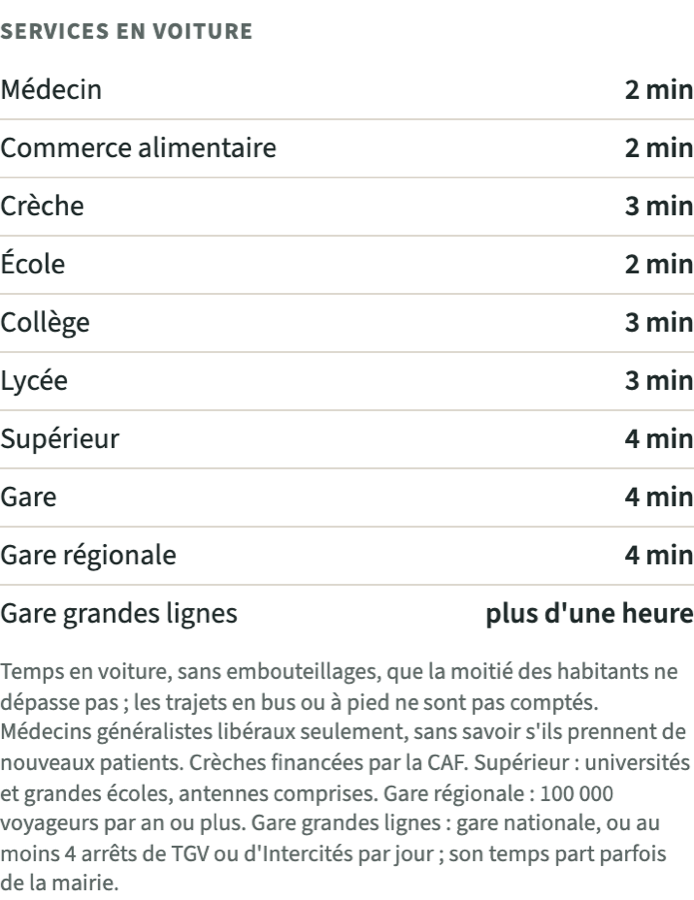 SERVICES EN VOITURE
Médecin 2 min
Commerce alimentaire 2 min
Crèche 3 min
École 2 min
Collège 3 min
Lycée 3 min
Supérieur 4 min
Gare 4 min
Gare régionale 4 min
Gare grandes lignes plus d'une heure
Temps en voiture, sans embouteillages, que la moitié des habitants ne
dépasse pas ; les trajets en bus ou à pied ne sont pas comptés.
Médecins généralistes libéraux seulement, sans savoir s'ils prennent de
nouveaux patients. Crèches financées par la CAF. Supérieur : universités
et grandes écoles, antennes comprises. Gare régionale : 100 000
voyageurs par an ou plus. Gare grandes lignes : gare nationale, ou au
moins 4 arrêts de TGV ou d'Intercités par jour ; son temps part parfois
de la mairie.